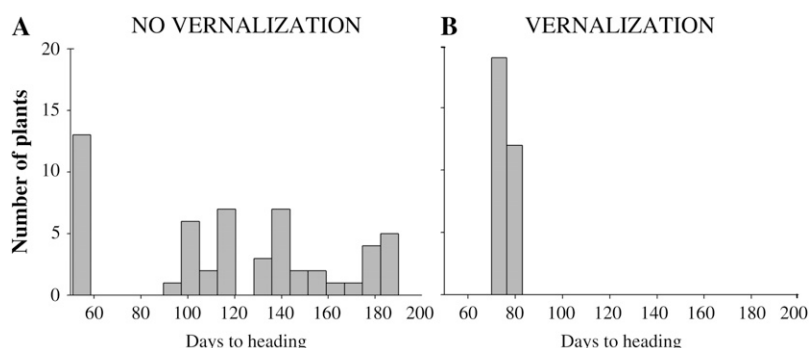 A NO VERNALIZATION
B VERNALIZATION
Number of plants
20
15
10
5
0
60 80 100 120 140 160 180 200
60 80 100 120 140 160 180 200
Days to heading
Days to heading